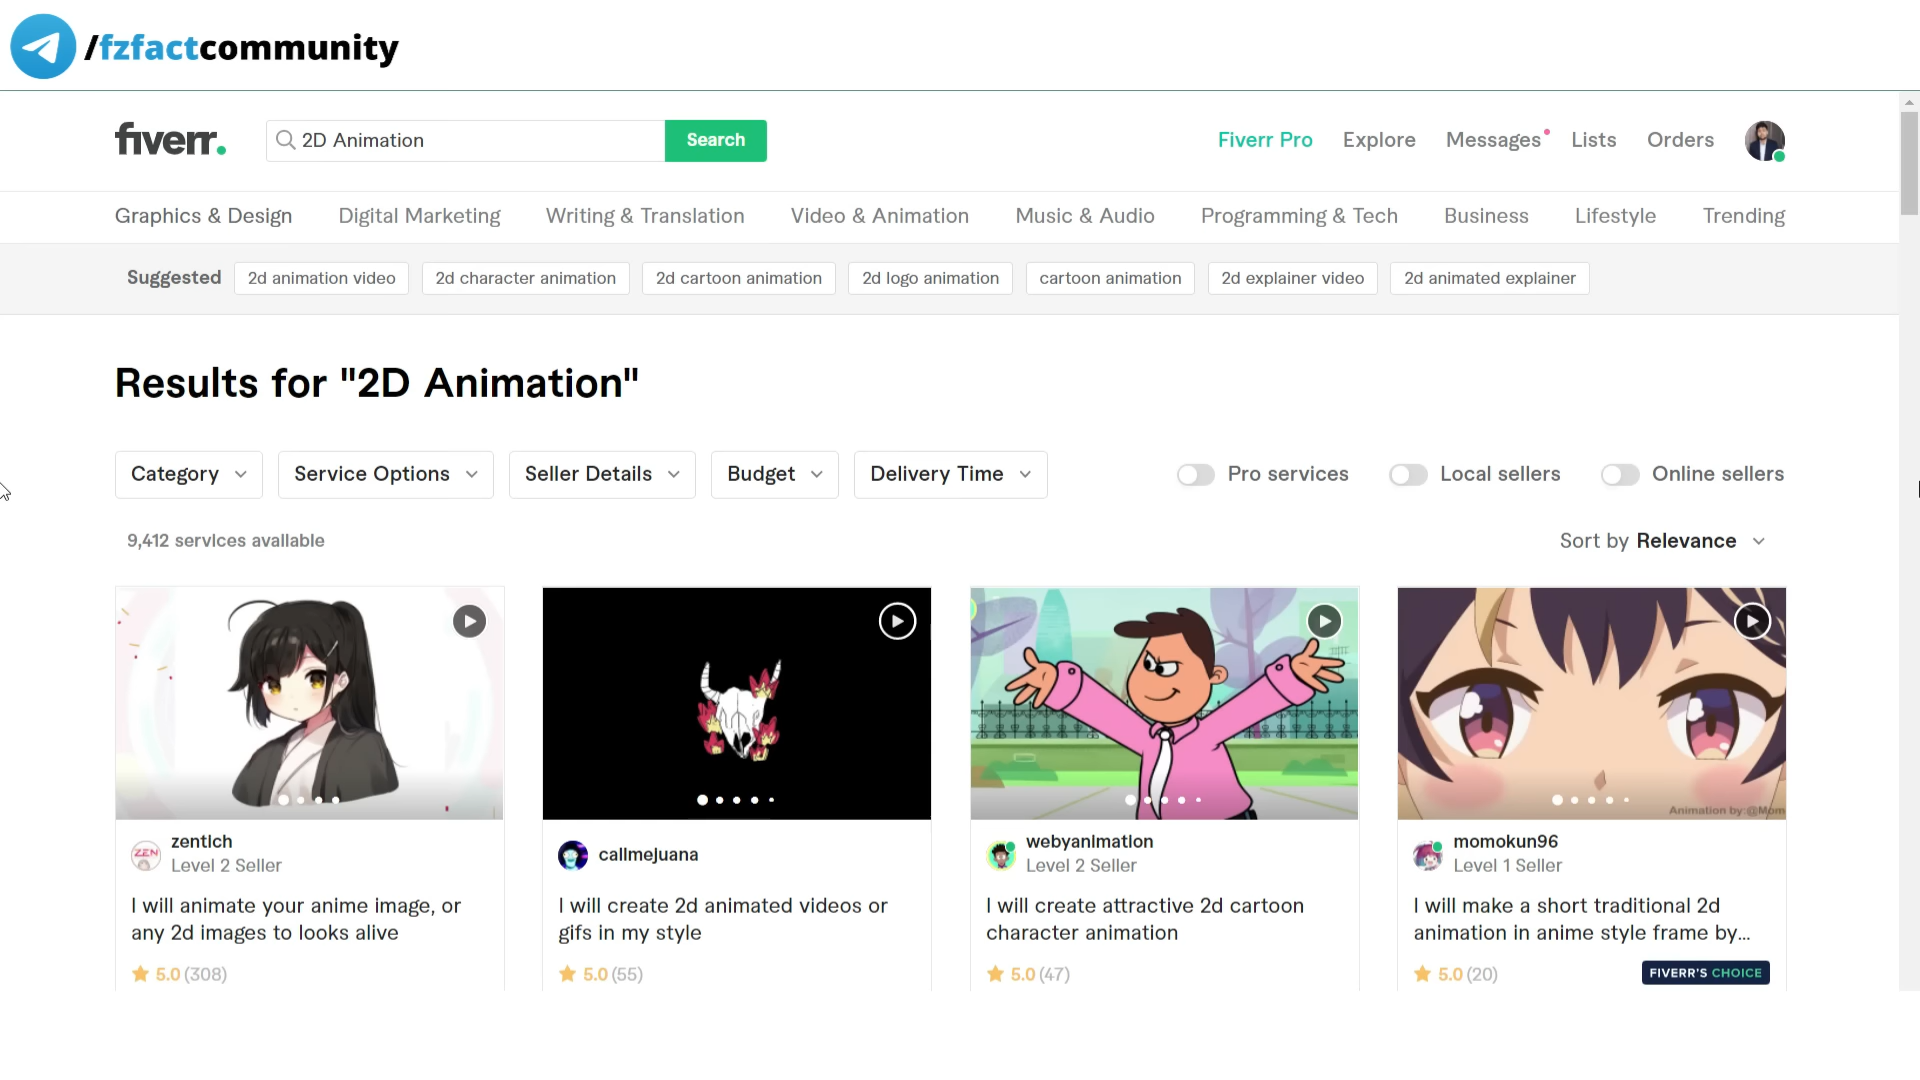 /fzfactcommunity
fiverr.
2D Animation
Search
Fiverr Pro
Explore
Messages
Lists
Orders
Graphics & Design
Digital Marketing
Writing & Translation
Video & Animation
Music & Audio
Programming & Tech
Business
Lifestyle
Trending
Suggested
2d animation video
2d character animation
2d cartoon animation
2d logo animation
cartoon animation
2d explainer video
2d animated explainer
Results for "2D Animation"
Category
Service Options
Seller Details
Budget
Delivery Time
Pro services
Local sellers
Online sellers
9,412 services available
Sort by Relevance
Animation by:@Mom
ZEN
zentich
Level 2 Seller
I will animate your anime image, or
any 2d images to looks alive
5.0 (308)
callmejuana
I will create 2d animated videos or
gifs in my style
5.0 (55)
webyanimation
Level 2 Seller
I will create attractive 2d cartoon
character animation
5.0 (47)
momokun96
Level 1 Seller
I will make a short traditional 2d
animation in anime style frame by...
5.0 (20)
FIVERR'S CHOICE